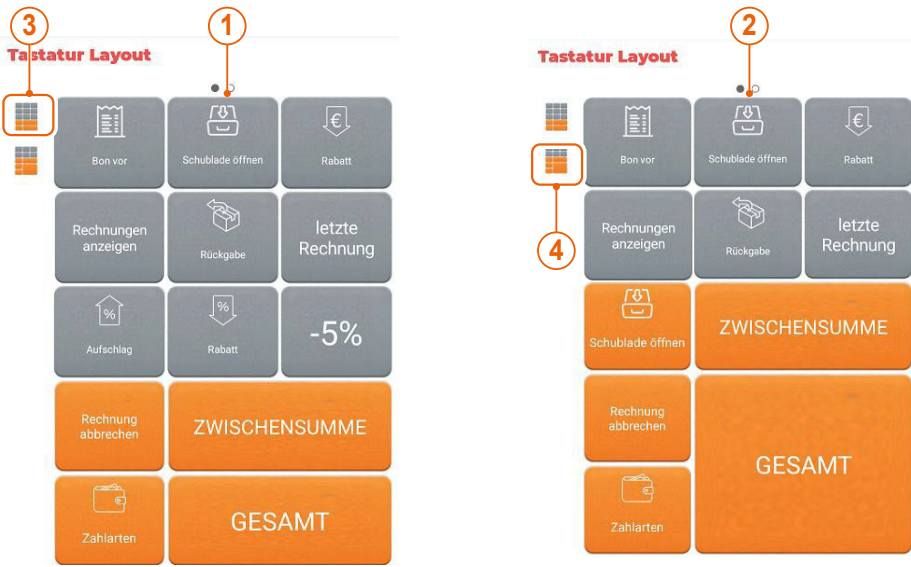 3
1
Tastatur Layout
Bon vor
Schublade öffnen
€
Rabatt
Rechnungen
anzeigen
Rückgabe
letzte
Rechnung
%
Aufschlag
%
Rabatt
-5%
Rechnung
abbrechen
ZWISCHENSUMME
Zahlarten
GESAMT
2
Tastatur Layout
Bon vor
Schublade öffnen
€
Rabatt
4
Rechnungen
anzeigen
Rückgabe
letzte
Rechnung
Schublade öffnen
ZWISCHENSUMME
Rechnung
abbrechen
GESAMT
Zahlarten